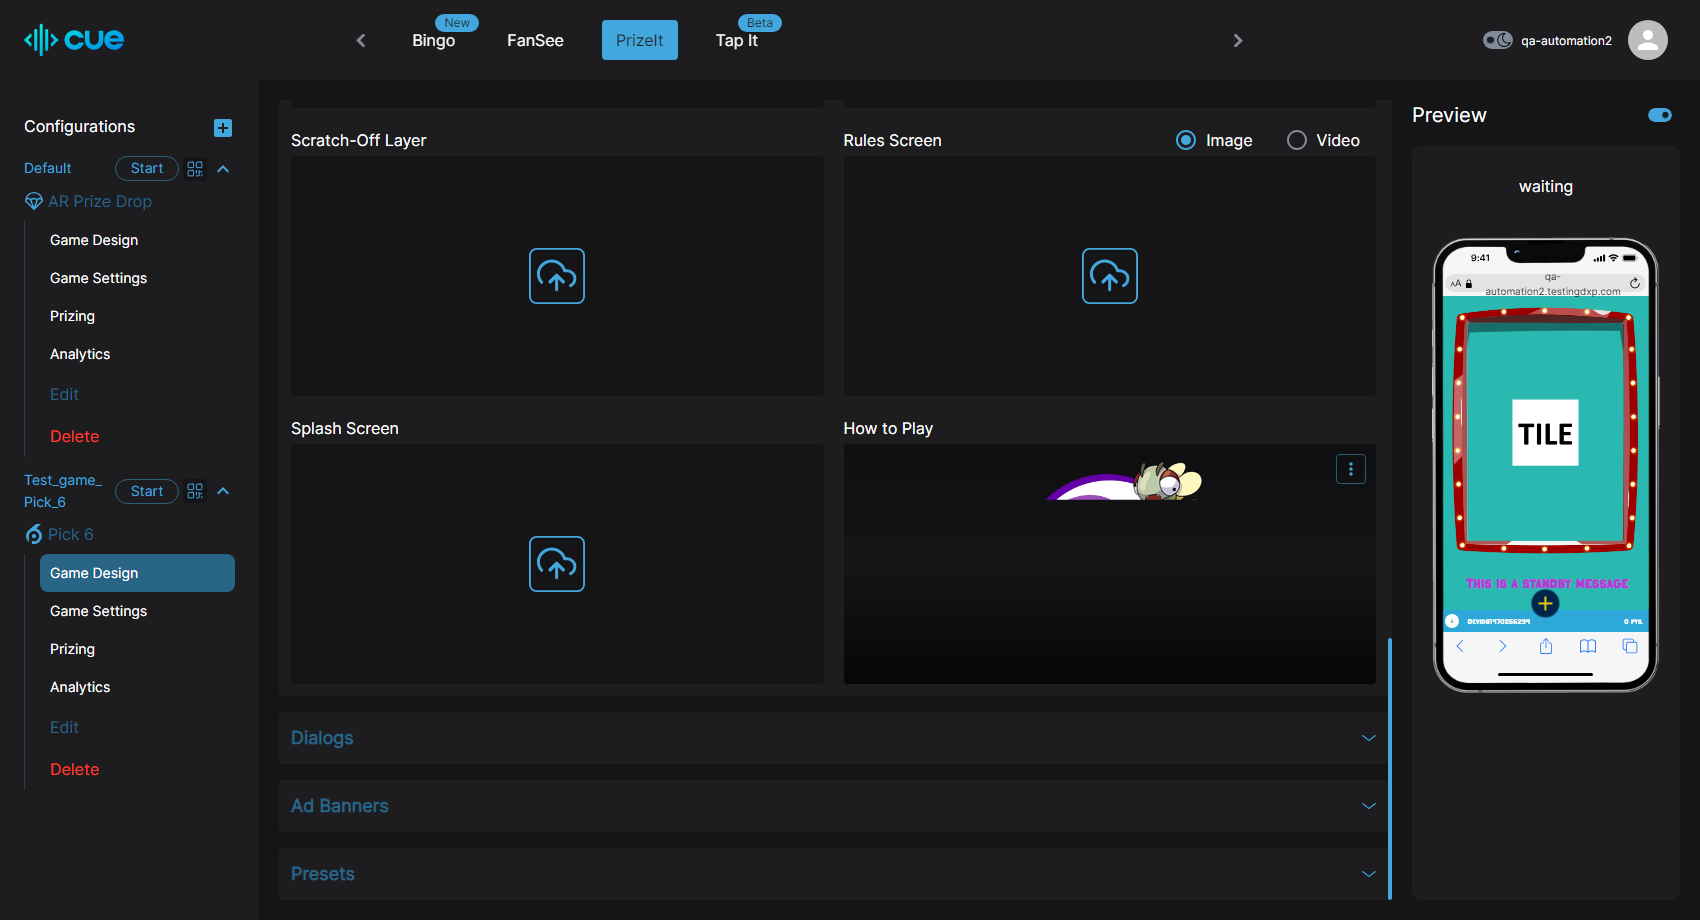 cue
New
Beta
Bingo
FanSee
PrizeIt
Tap It
qa-automation2
Configurations
Default
Start
AR Prize Drop
Game Design
Game Settings
Prizing
Analytics
Edit
Delete
Test_game_
Pick_6
Start
Pick 6
Game Design
Game Settings
Prizing
Analytics
Edit
Delete
Scratch-Off Layer
Rules Screen
Image
Video
Splash Screen
How to Play
Dialogs
Ad Banners
Presets
Preview
waiting
9:41
AA
qa-
automation2.testingdxp.com
TILE
THIS IS A STANDBY MESSAGE
0 PTS.